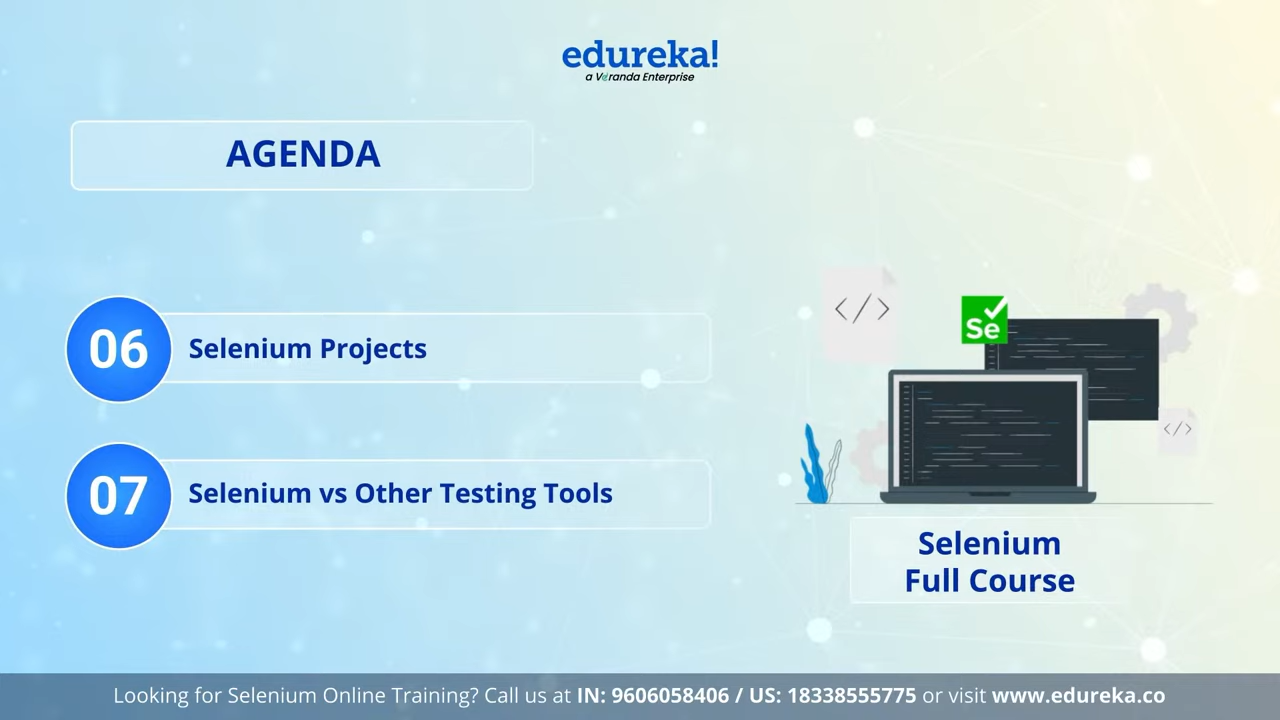 edureka!
a Veranda Enterprise
AGENDA
06
Selenium Projects
07
Selenium vs Other Testing Tools
</>
Se
</>
Selenium
Full Course
Looking for Selenium Online Training? Call us at IN: 9606058406 / US: 18338555775 or visit www.edureka.co